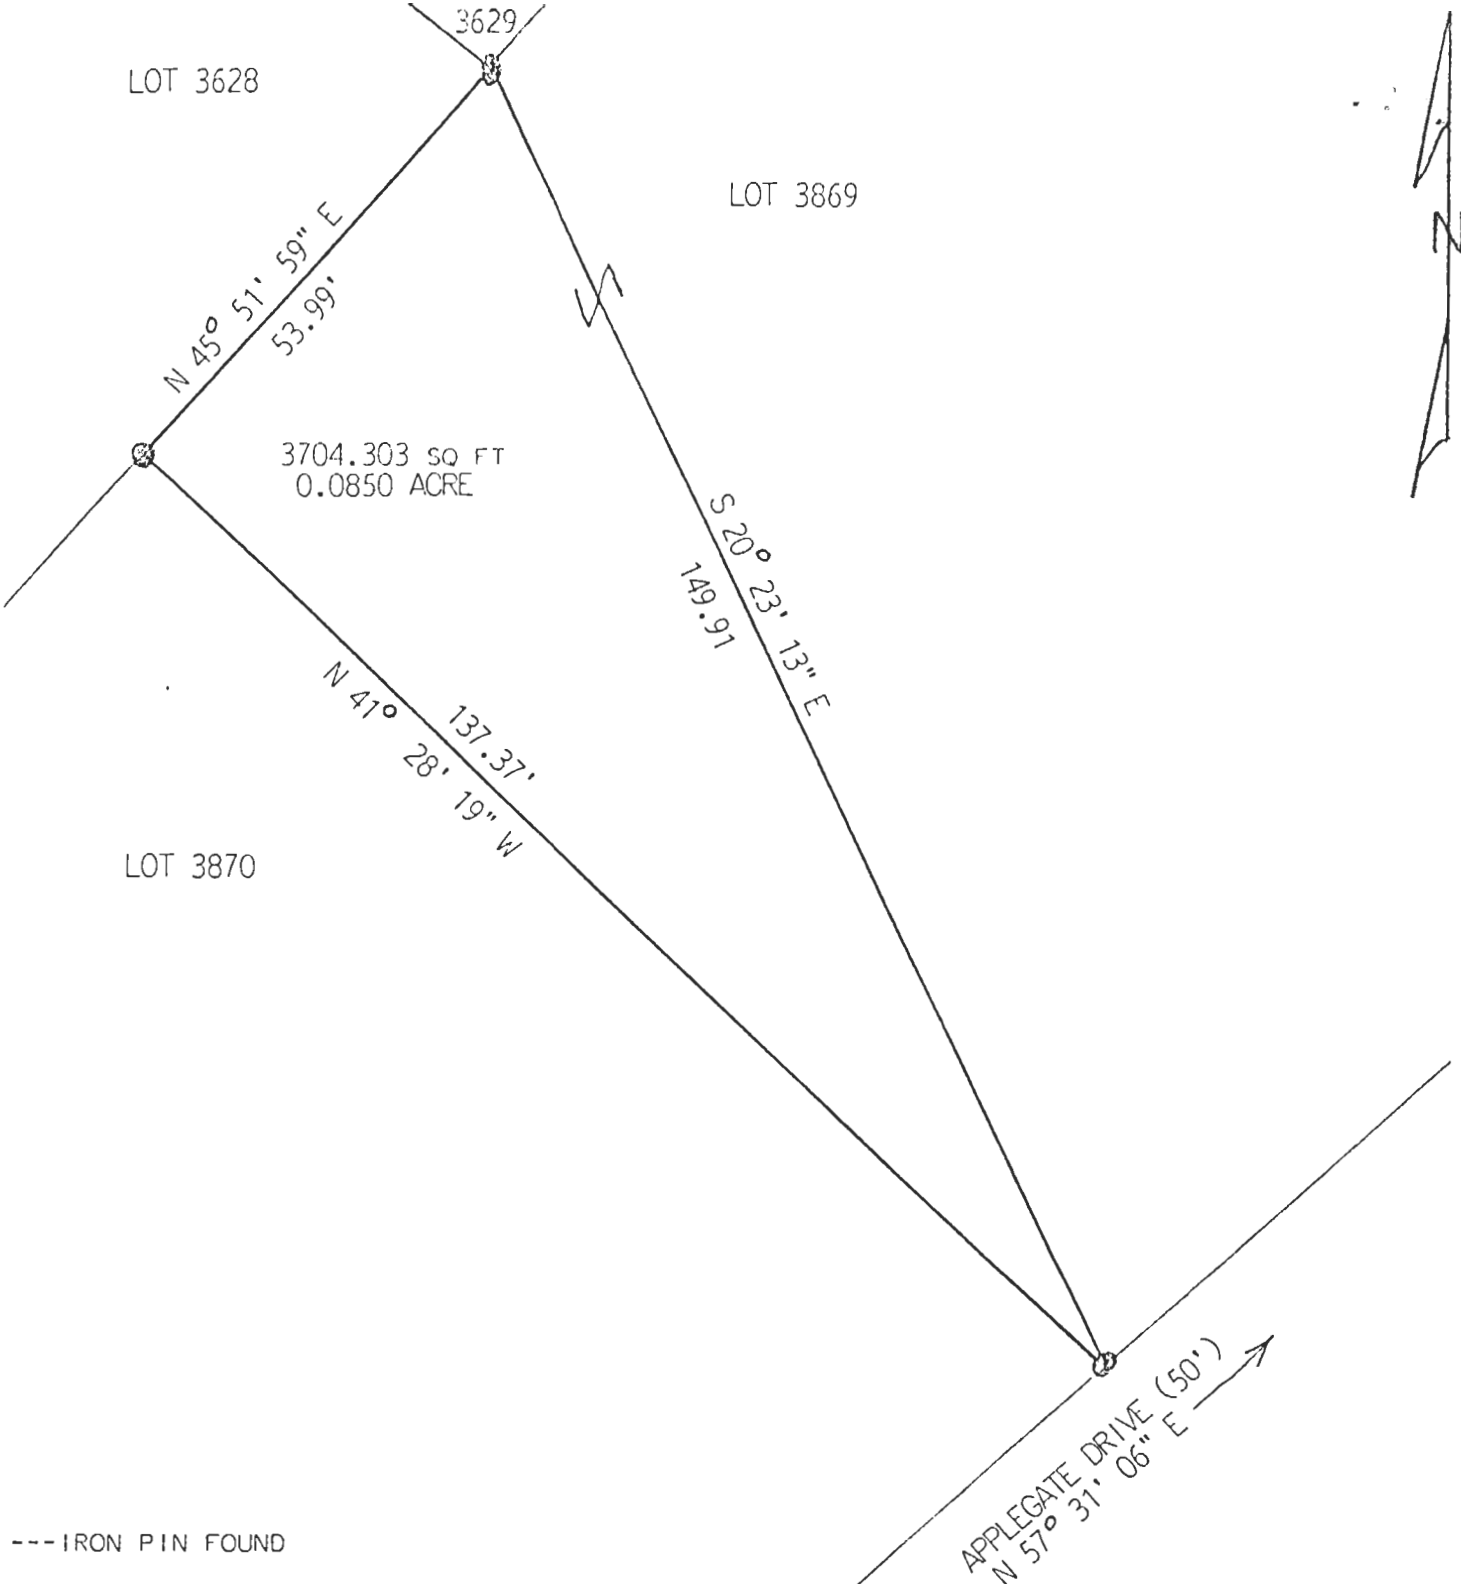 3629
LOT 3628
LOT 3869
N
N 45° 51' 59" E
53.99'
3704.303 SQ FT
0.0850 ACRE
S 20° 23' 13" E
149.91
137.37'
N 41° 28' 19" W
LOT 3870
APPLEGATE DRIVE (50')
N 57° 31' 06" E
---IRON PIN FOUND